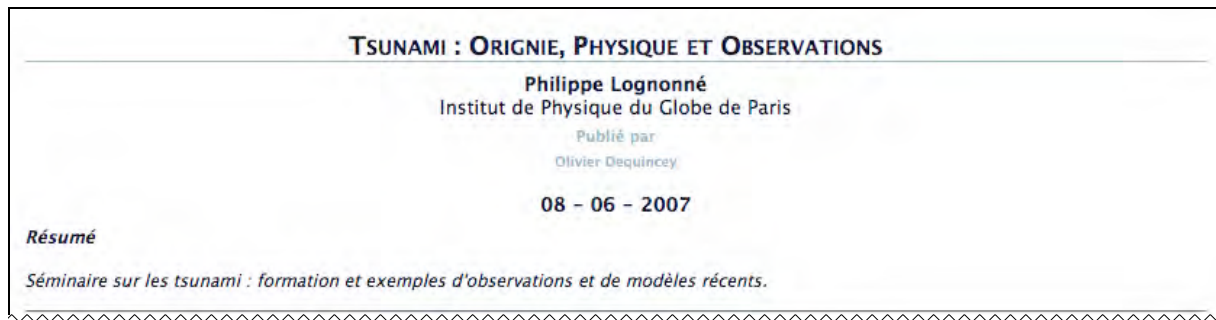 TSUNAMI : ORIGNIE, PHYSIQUE ET OBSERVATIONS
Philippe Lognonné
Institut de Physique du Globe de Paris
Publié par
Olivier Dequincey
08 - 06 - 2007
Résumé
Séminaire sur les tsunami : formation et exemples d'observations et de modèles récents.